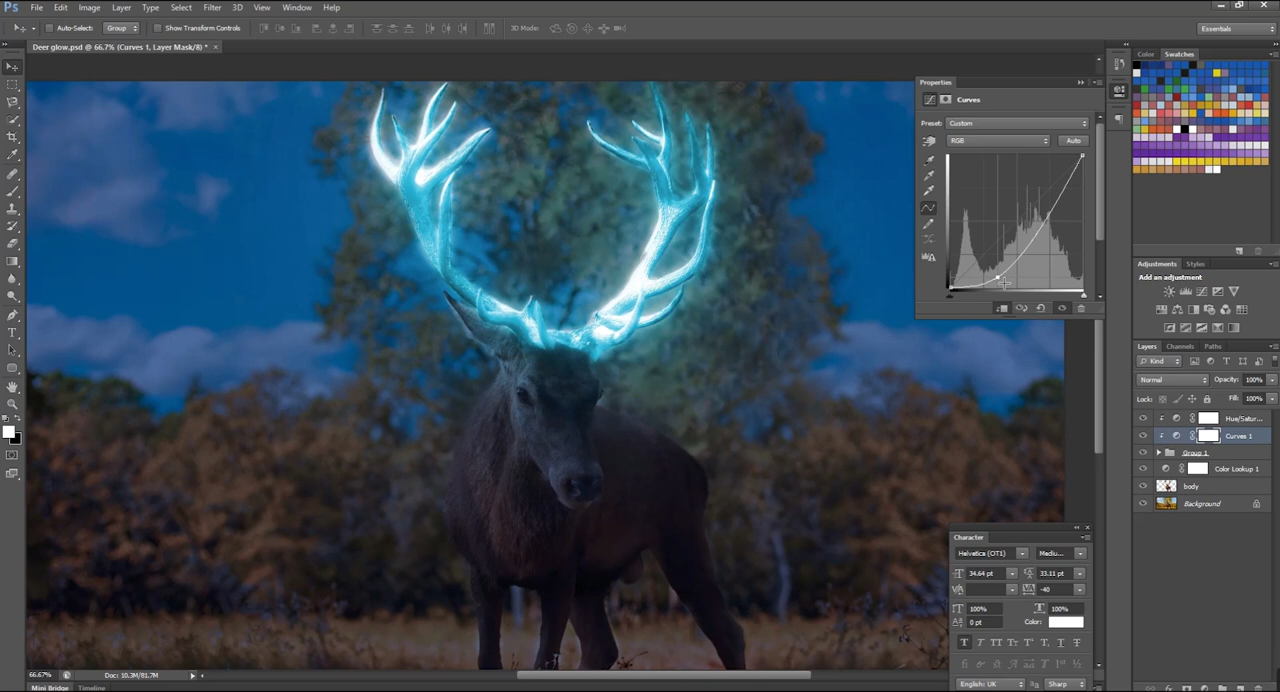 Ps File Edit Image Layer Type Select Filter 3D View Window Help
Auto-Select: Group Show Transform Controls 3D Mode: Essentials
Deer glow.psd @ 66.7% (Curves 1, Layer Mask/8) * ×
Properties
Curves
Preset: Custom
RGB Auto
Color Swatches
Adjustments Styles
Add an adjustment
Layers Channels Paths
Kind
Normal Opacity: 100%
Lock: Fill: 100%
Hue/Satur...
Curves 1
Group 1
Color Lookup 1
body
Background
Character
Helvetica (OT1) Mediu...
34.64 pt 33.11 pt
-40
100% 100%
0 pt Color:
English: UK Sharp
66.67% Doc: 10.3M/81.7M
Mini Bridge Timeline